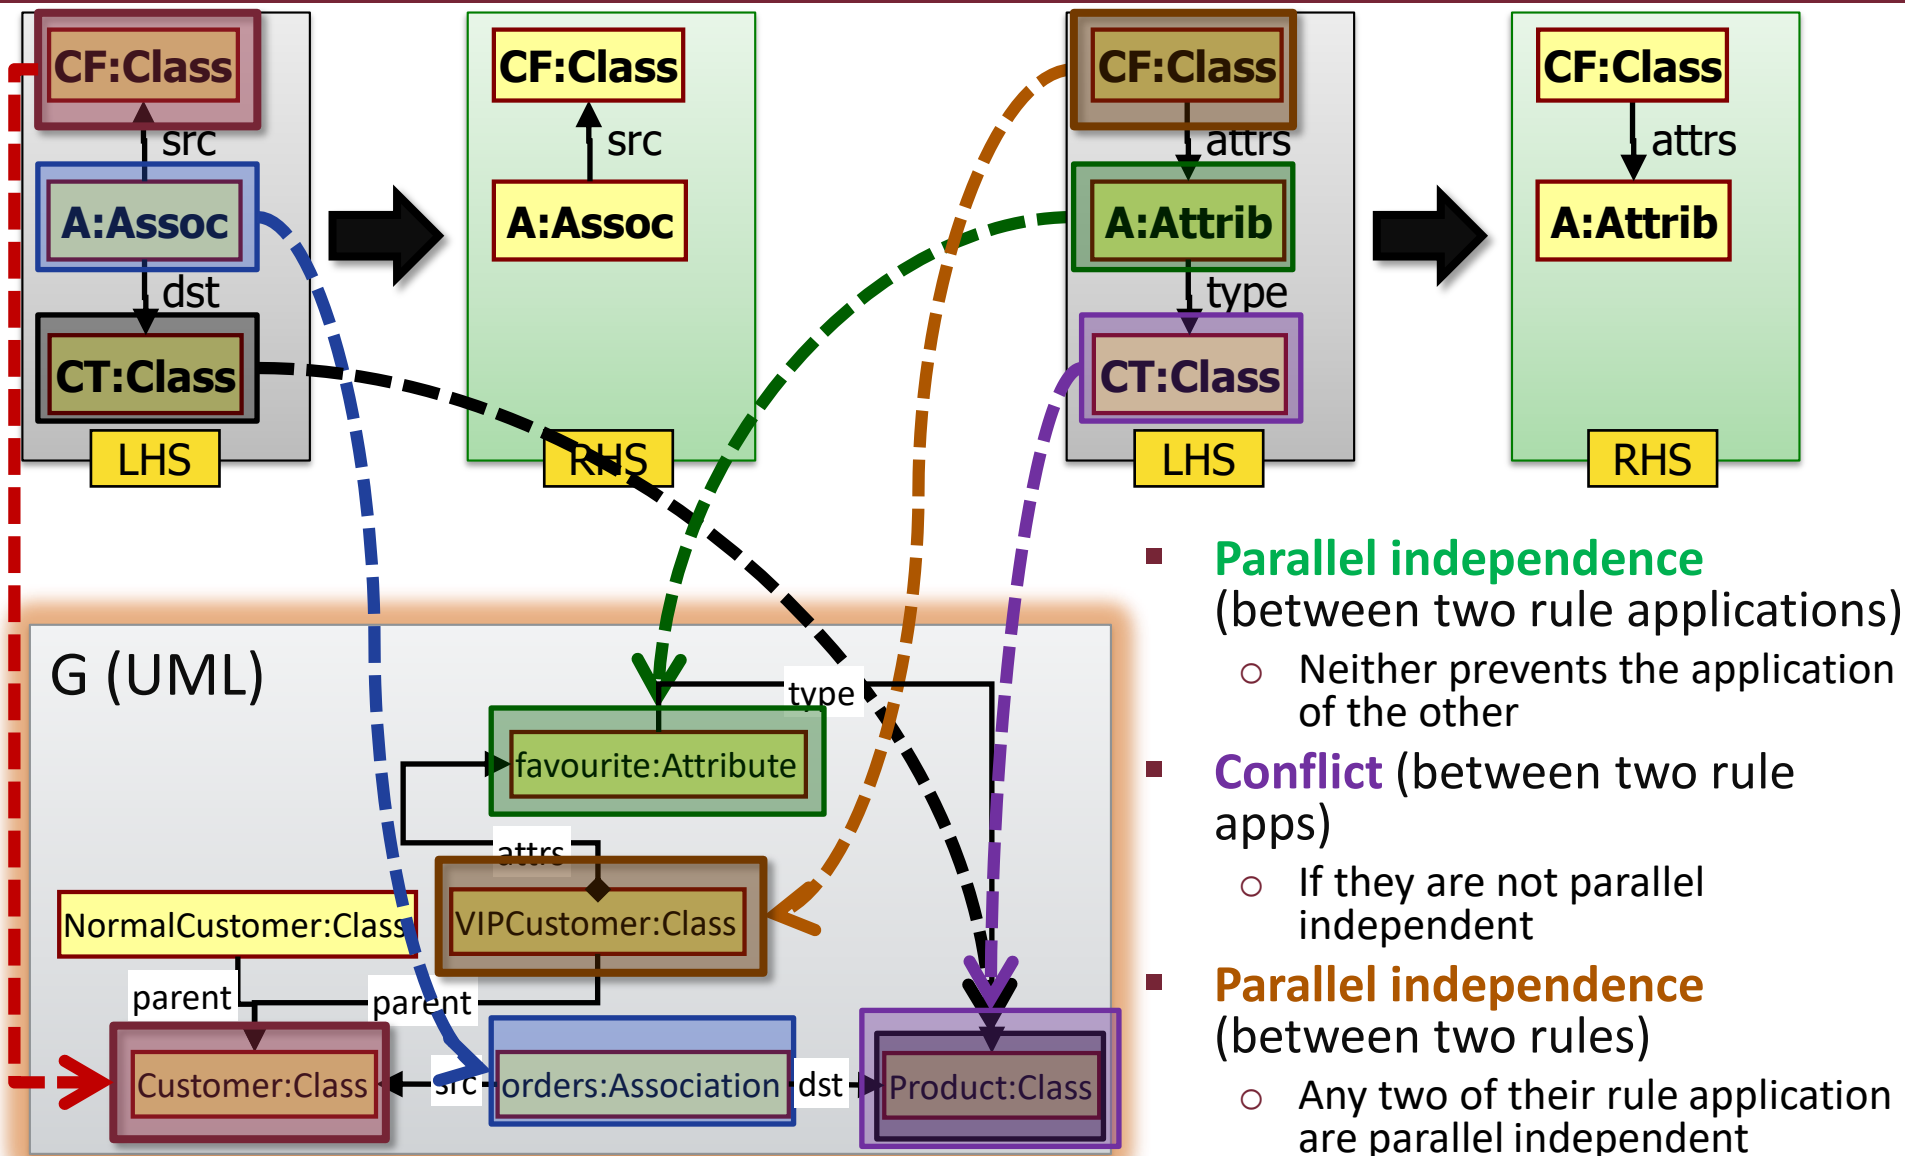 CF:Class
src
A:Assoc
dst
CT:Class
LHS
CF:Class
src
A:Assoc
RHS
CF:Class
attrs
A:Attrib
type
CT:Class
LHS
CF:Class
attrs
A:Attrib
RHS
G (UML)
type
favourite:Attribute
attrs
NormalCustomer:Class
VIPCustomer:Class
parent
parent
Customer:Class
src
orders:Association
dst
Product:Class
Parallel independence
(between two rule applications)
Neither prevents the application
of the other
Conflict (between two rule
apps)
If they are not parallel
independent
Parallel independence
(between two rules)
Any two of their rule application
are parallel independent